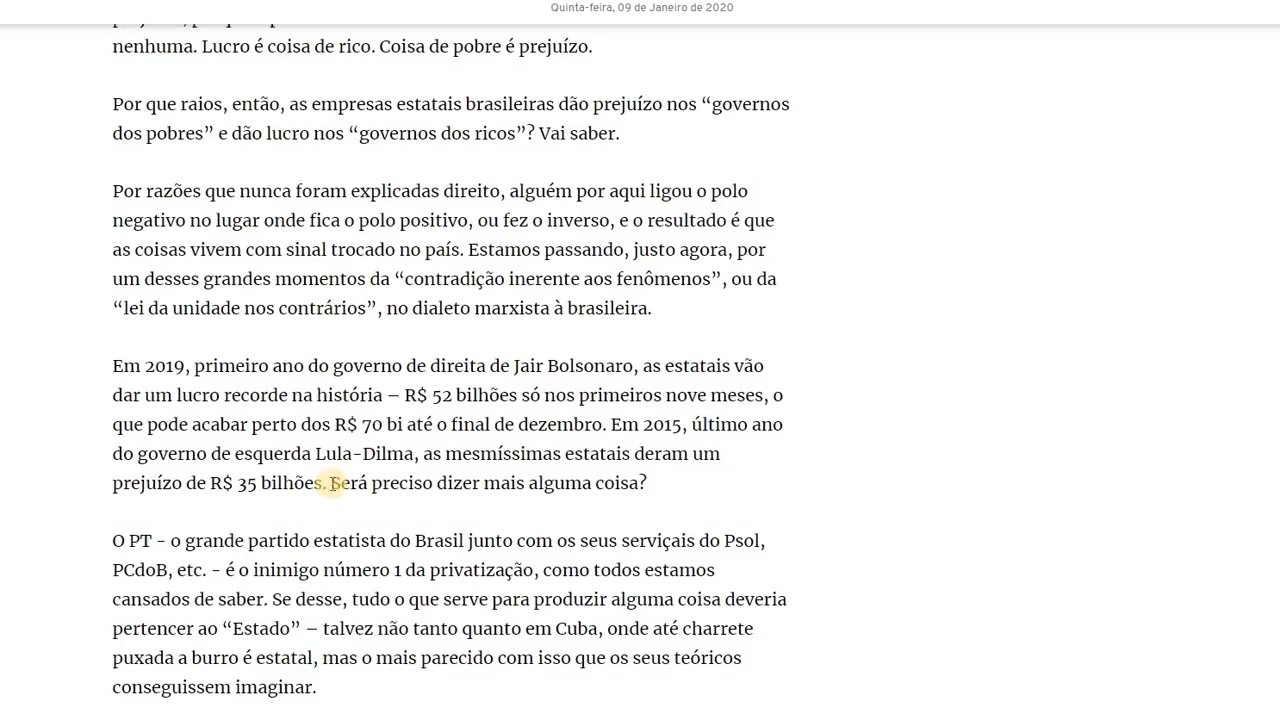 Quinta-feira, 09 de Janeiro de 2020
nenhuma. Lucro é coisa de rico. Coisa de pobre é prejuízo.
Por que raios, então, as empresas estatais brasileiras dão prejuízo nos “governos
dos pobres” e dão lucro nos “governos dos ricos”? Vai saber.
Por razões que nunca foram explicadas direito, alguém por aqui ligou o polo
negativo no lugar onde fica o polo positivo, ou fez o inverso, e o resultado é que
as coisas vivem com sinal trocado no país. Estamos passando, justo agora, por
um desses grandes momentos da “contradição inerente aos fenômenos”, ou da
“lei da unidade nos contrários”, no dialeto marxista à brasileira.
Em 2019, primeiro ano do governo de direita de Jair Bolsonaro, as estatais vão
dar um lucro recorde na história – R$ 52 bilhões só nos primeiros nove meses, o
que pode acabar perto dos R$ 70 bi até o final de dezembro. Em 2015, último ano
do governo de esquerda Lula-Dilma, as mesmíssimas estatais deram um
prejuízo de R$ 35 bilhões. Será preciso dizer mais alguma coisa?
O PT - o grande partido estatista do Brasil junto com os seus serviçais do Psol,
PCdoB, etc. - é o inimigo número 1 da privatização, como todos estamos
cansados de saber. Se desse, tudo o que serve para produzir alguma coisa deveria
pertencer ao “Estado” – talvez não tanto quanto em Cuba, onde até charrete
puxada a burro é estatal, mas o mais parecido com isso que os seus teóricos
conseguissem imaginar.